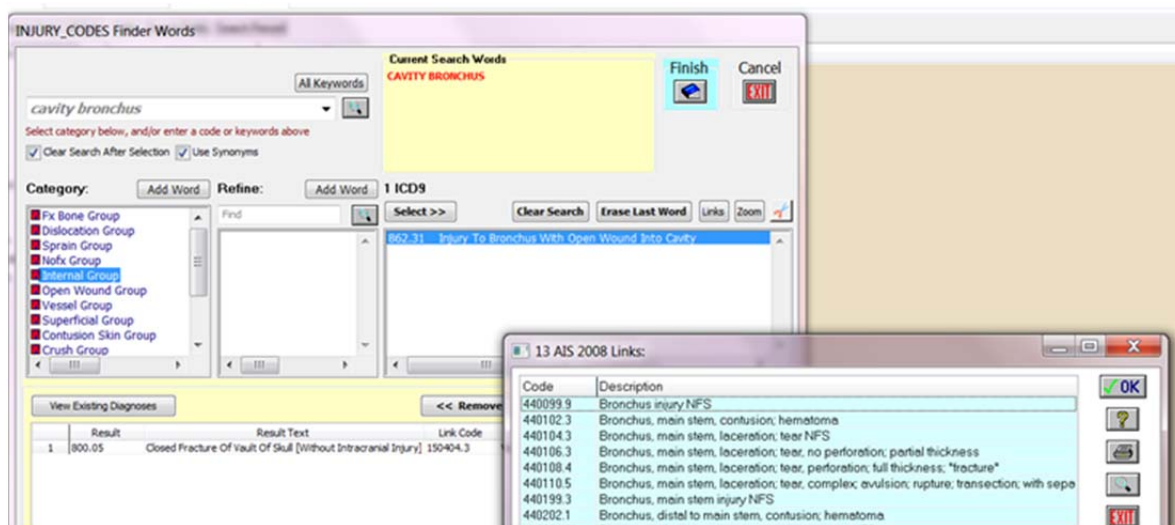 INJURY_CODES Finder Words
Current Search Words
CAVITY BRONCHUS
Finish
Cancel
All Keywords
EXIT
cavity bronchus
Select category below, and/or enter a code or keywords above
Clear Search After Selection
Use Synonyms
Category:
Add Word
Refine:
Add Word
1 ICD9
Fx Bone Group
Dislocation Group
Sprain Group
Nofx Group
Internal Group
Open Wound Group
Vessel Group
Superficial Group
Contusion Skin Group
Crush Group
Find
Select >>
Clear Search
Erase Last Word
Links
Zoom
862.31 Injury To Bronchus With Open Wound Into Cavity
View Existing Diagnoses
<< Remove
Result
Result Text
Link Code
1 800.05 Closed Fracture Of Vault Of Skull [Without Intracranial Injury] 150404.3
13 AIS 2008 Links:
Code Description
440099.9 Bronchus injury NFS
440102.3 Bronchus, main stem, contusion; hematoma
440104.3 Bronchus, main stem, laceration; tear NFS
440106.3 Bronchus, main stem, laceration; tear, no perforation; partial thickness
440108.4 Bronchus, main stem, laceration; tear, perforation; full thickness; "fracture"
440110.5 Bronchus, main stem, laceration; tear, complex; avulsion; rupture; transection; with sepa
440199.3 Bronchus, main stem injury NFS
440202.1 Bronchus, distal to main stem, contusion; hematoma
OK
?
EXIT